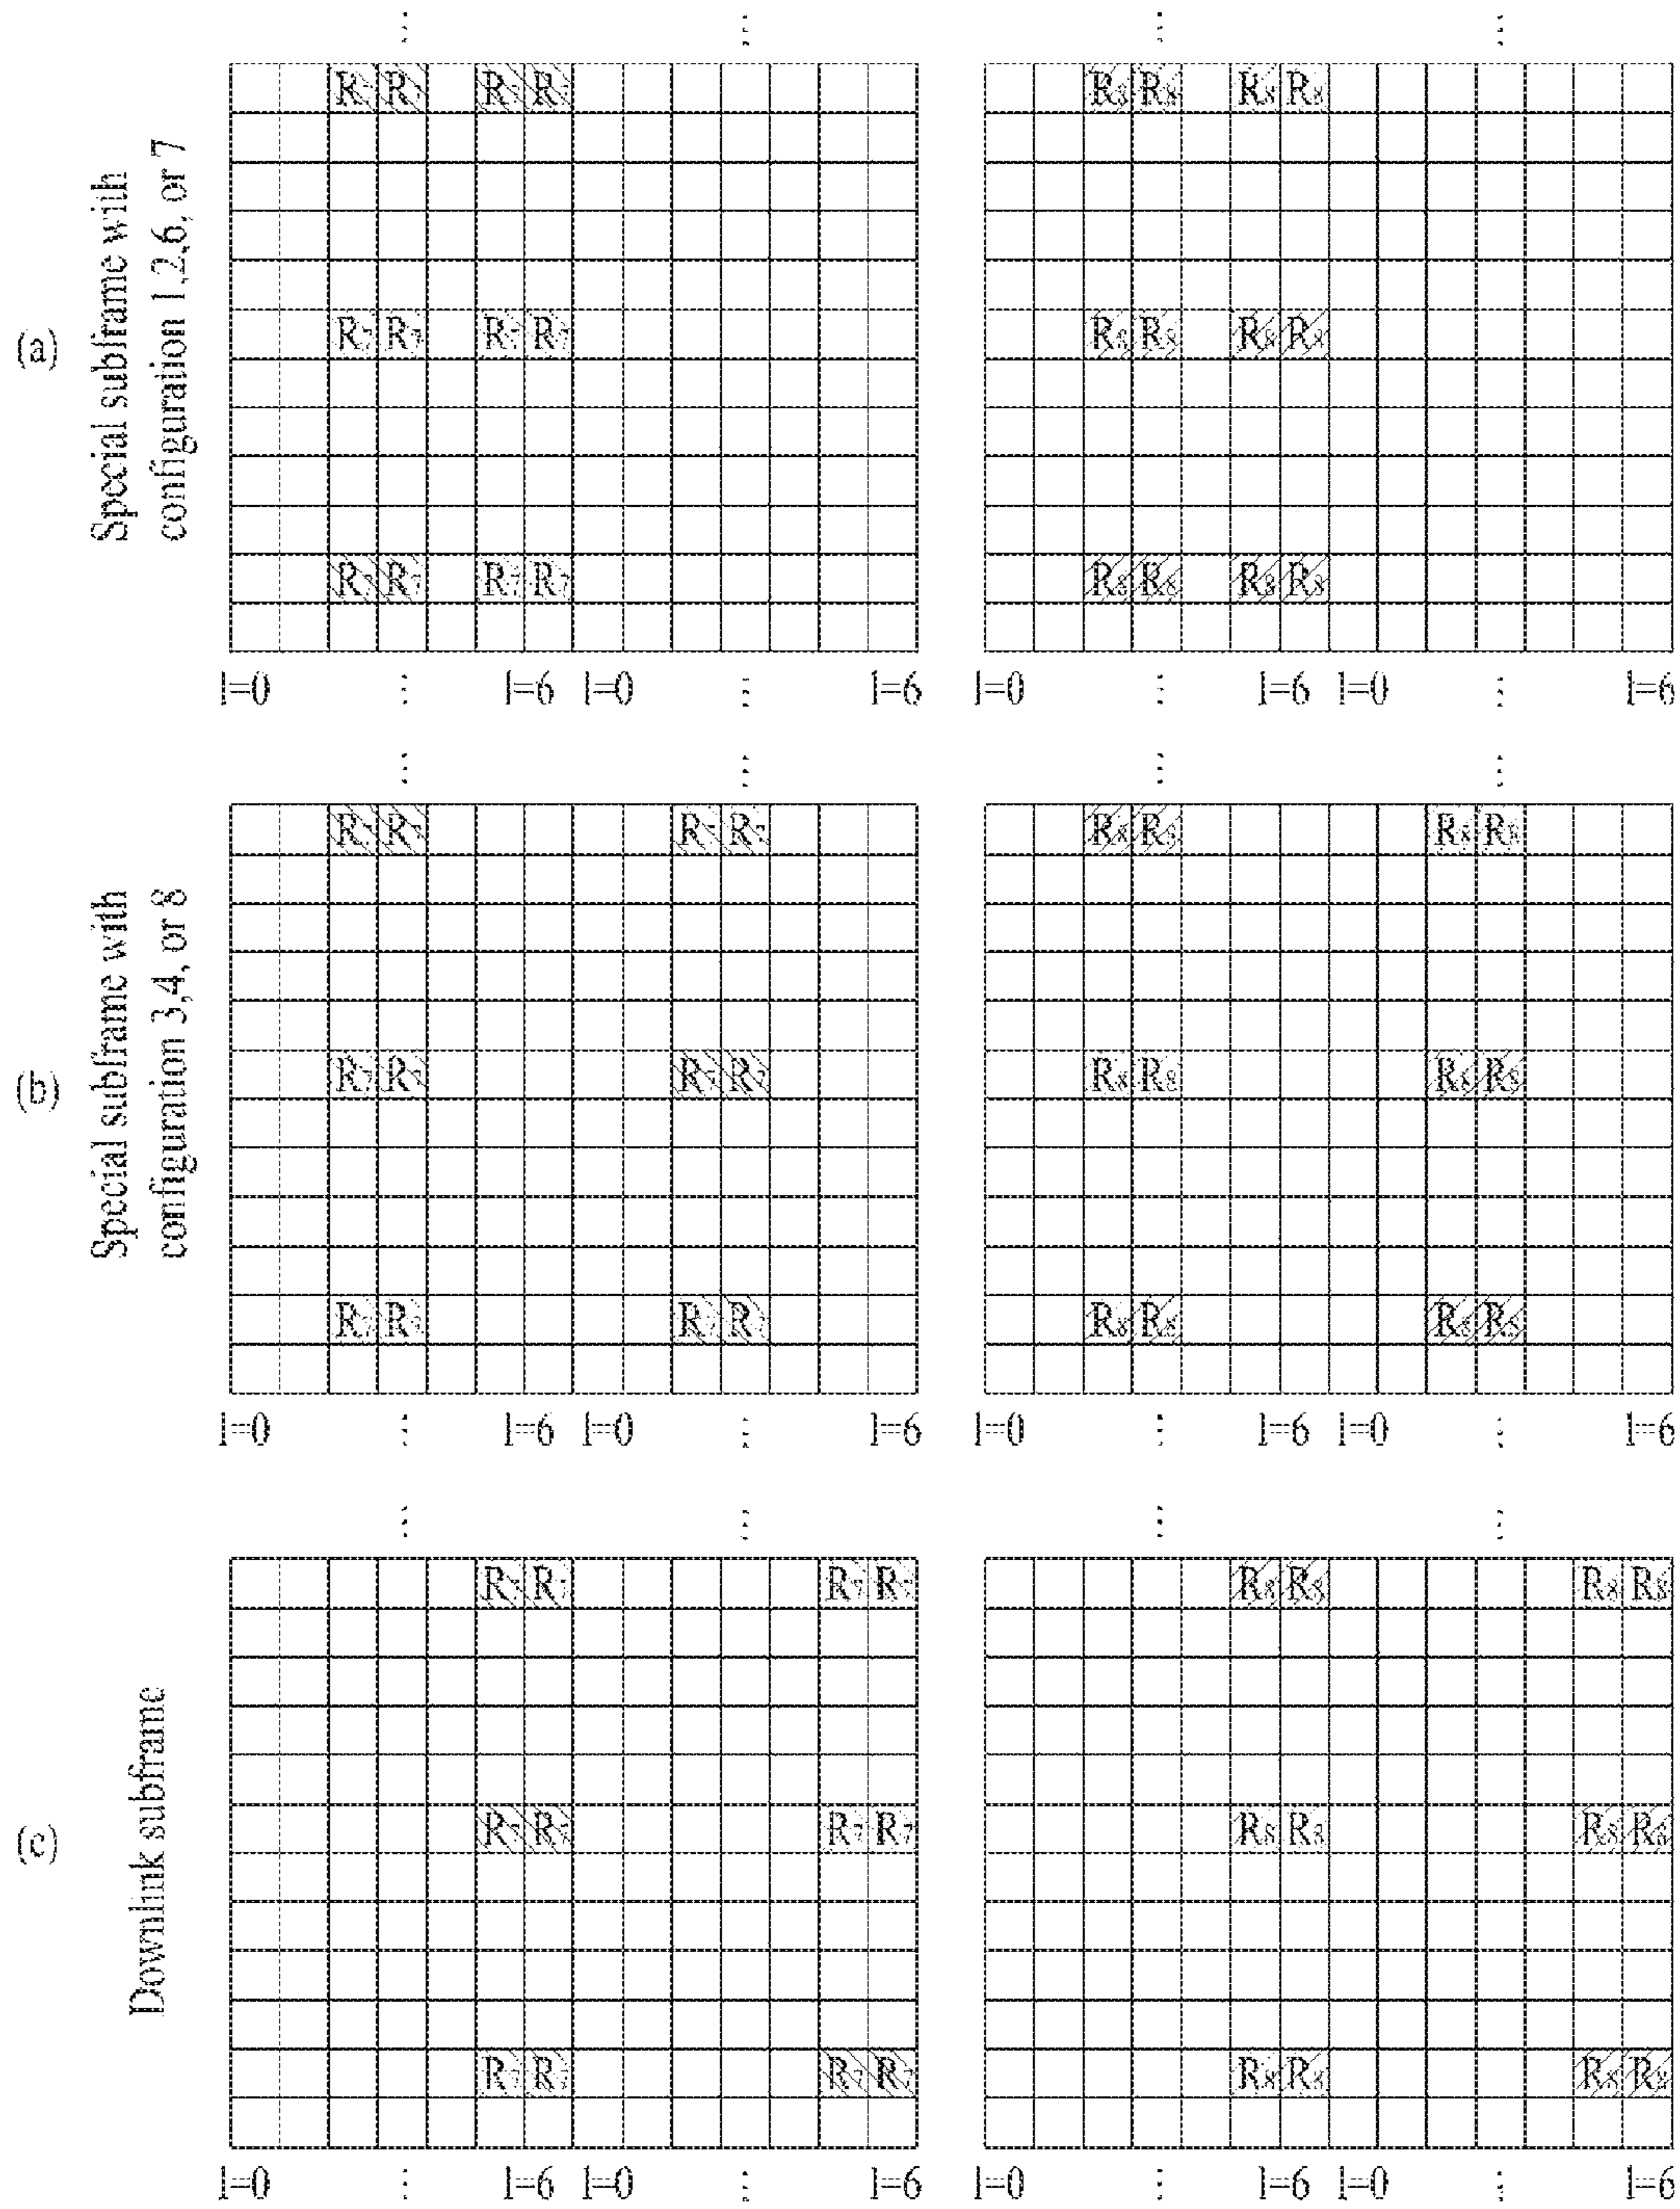 (a)
Special subframe with
configuration 1,2,6, or 7
R7 R7 R7 R7
R7 R7 R7 R7
R7 R7 R7 R7
l=0 ... l=6 l=0 ... l=6
R8 R8 R8 R8
R8 R8 R8 R8
R8 R8 R8 R8
l=0 ... l=6 l=0 ... l=6
(b)
Special subframe with
configuration 3,4, or 8
R7 R7 R7 R7
R7 R7 R7 R7
R7 R7 R7 R7
l=0 ... l=6 l=0 ... l=6
R8 R8 R8 R8
R8 R8 R8 R8
R8 R8 R8 R8
l=0 ... l=6 l=0 ... l=6
(c)
Downlink subframe
R7 R7 R7 R7
R7 R7 R7 R7
R7 R7 R7 R7
l=0 ... l=6 l=0 ... l=6
R8 R8 R8 R8
R8 R8 R8 R8
R8 R8 R8 R8
l=0 ... l=6 l=0 ... l=6